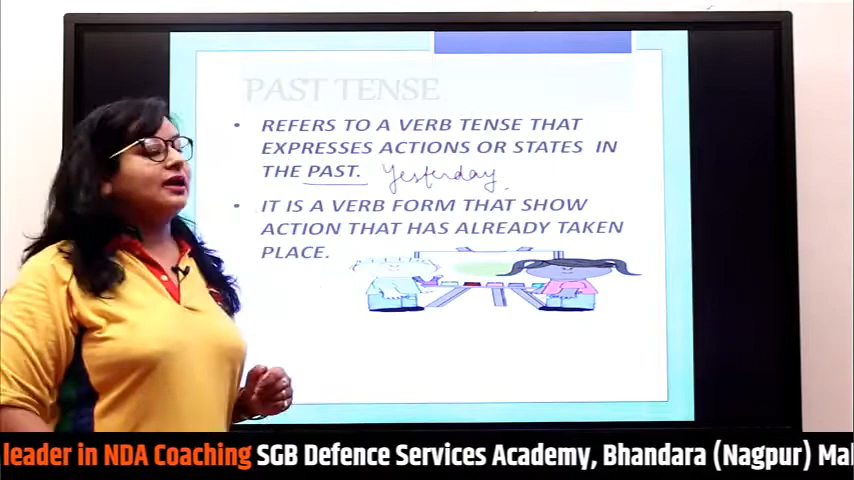 PAST TENSE
• REFERS TO A VERB TENSE THAT
EXPRESSES ACTIONS OR STATES IN
THE PAST. Yesterday
• IT IS A VERB FORM THAT SHOW
ACTION THAT HAS ALREADY TAKEN
PLACE.
leader in NDA Coaching SGB Defence Services Academy, Bhandara (Nagpur)